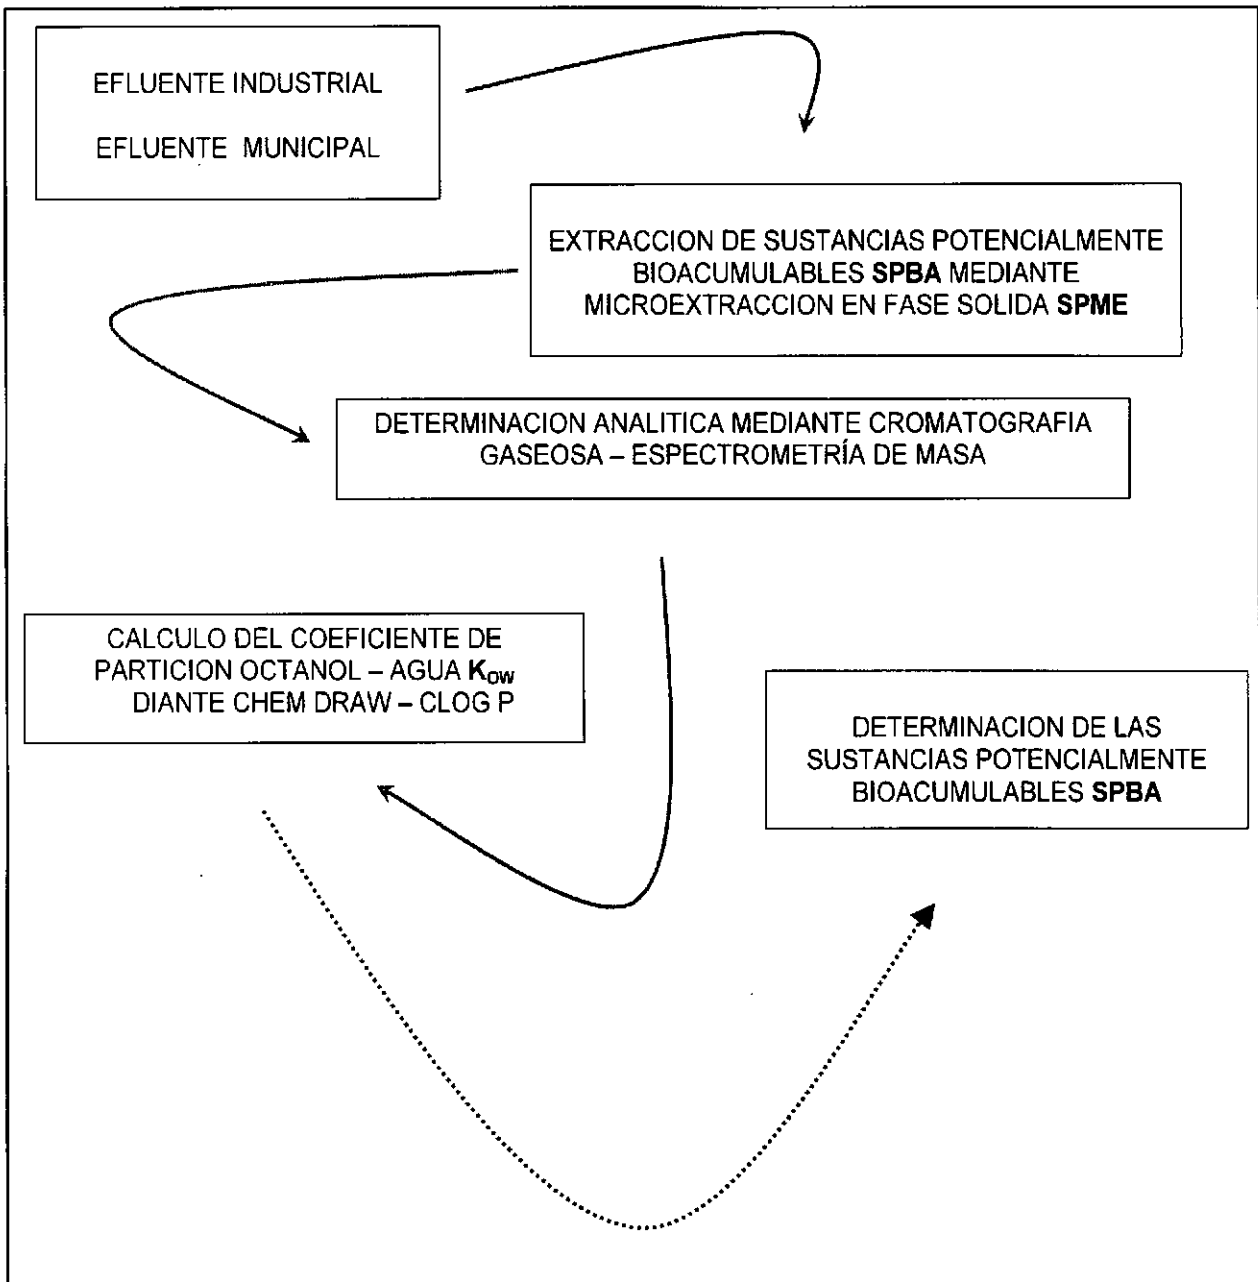 EFLUENTE INDUSTRIAL
EFLUENTE MUNICIPAL
EXTRACCION DE SUSTANCIAS POTENCIALMENTE
BIOACUMULABLES SPBA MEDIANTE
MICROEXTRACCION EN FASE SOLIDA SPME
DETERMINACION ANALITICA MEDIANTE CROMATOGRAFIA
GASEOSA – ESPECTROMETRÍA DE MASA
CALCULO DEL COEFICIENTE DE
PARTICION OCTANOL – AGUA KOW
DIANTE CHEM DRAW – CLOG P
DETERMINACION DE LAS
SUSTANCIAS POTENCIALMENTE
BIOACUMULABLES SPBA